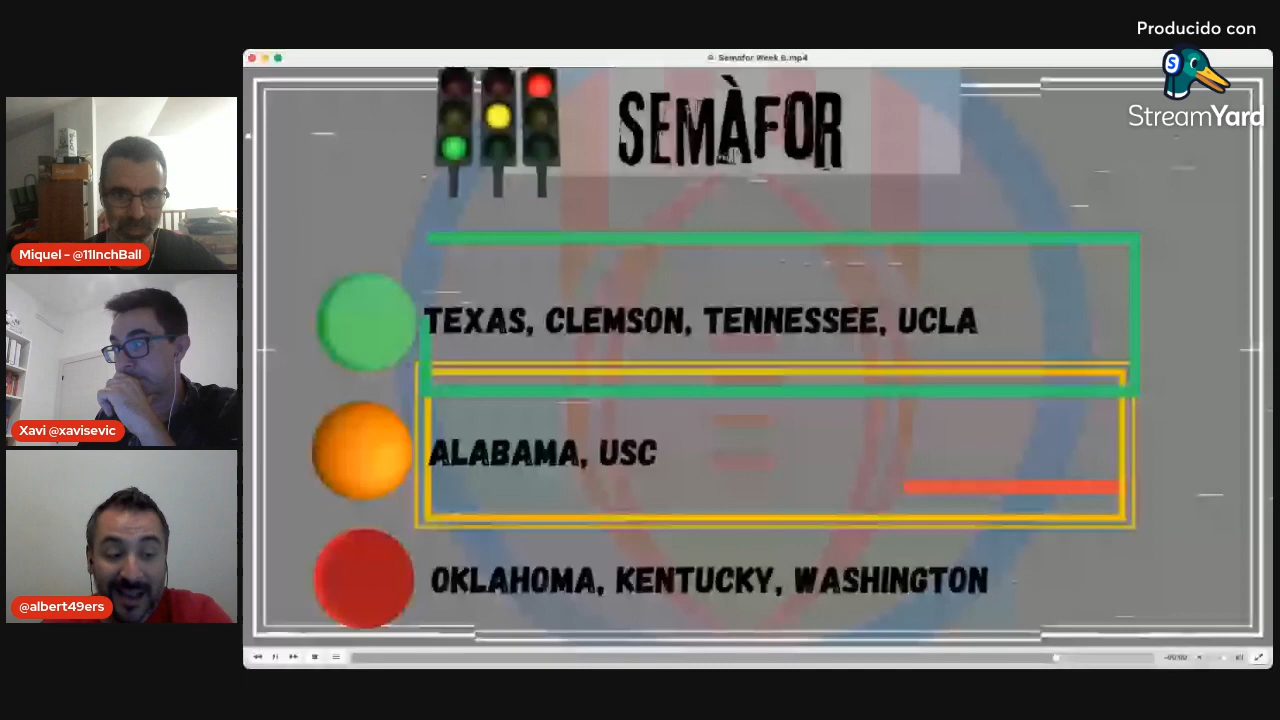 Producido con
StreamYard
Semafor Week 6.mp4
SEMÀFOR
TEXAS, CLEMSON, TENNESSEE, UCLA
ALABAMA, USC
OKLAHOMA, KENTUCKY, WASHINGTON
Miquel - @11InchBall
Xavi @xavisevic
@albert49ers